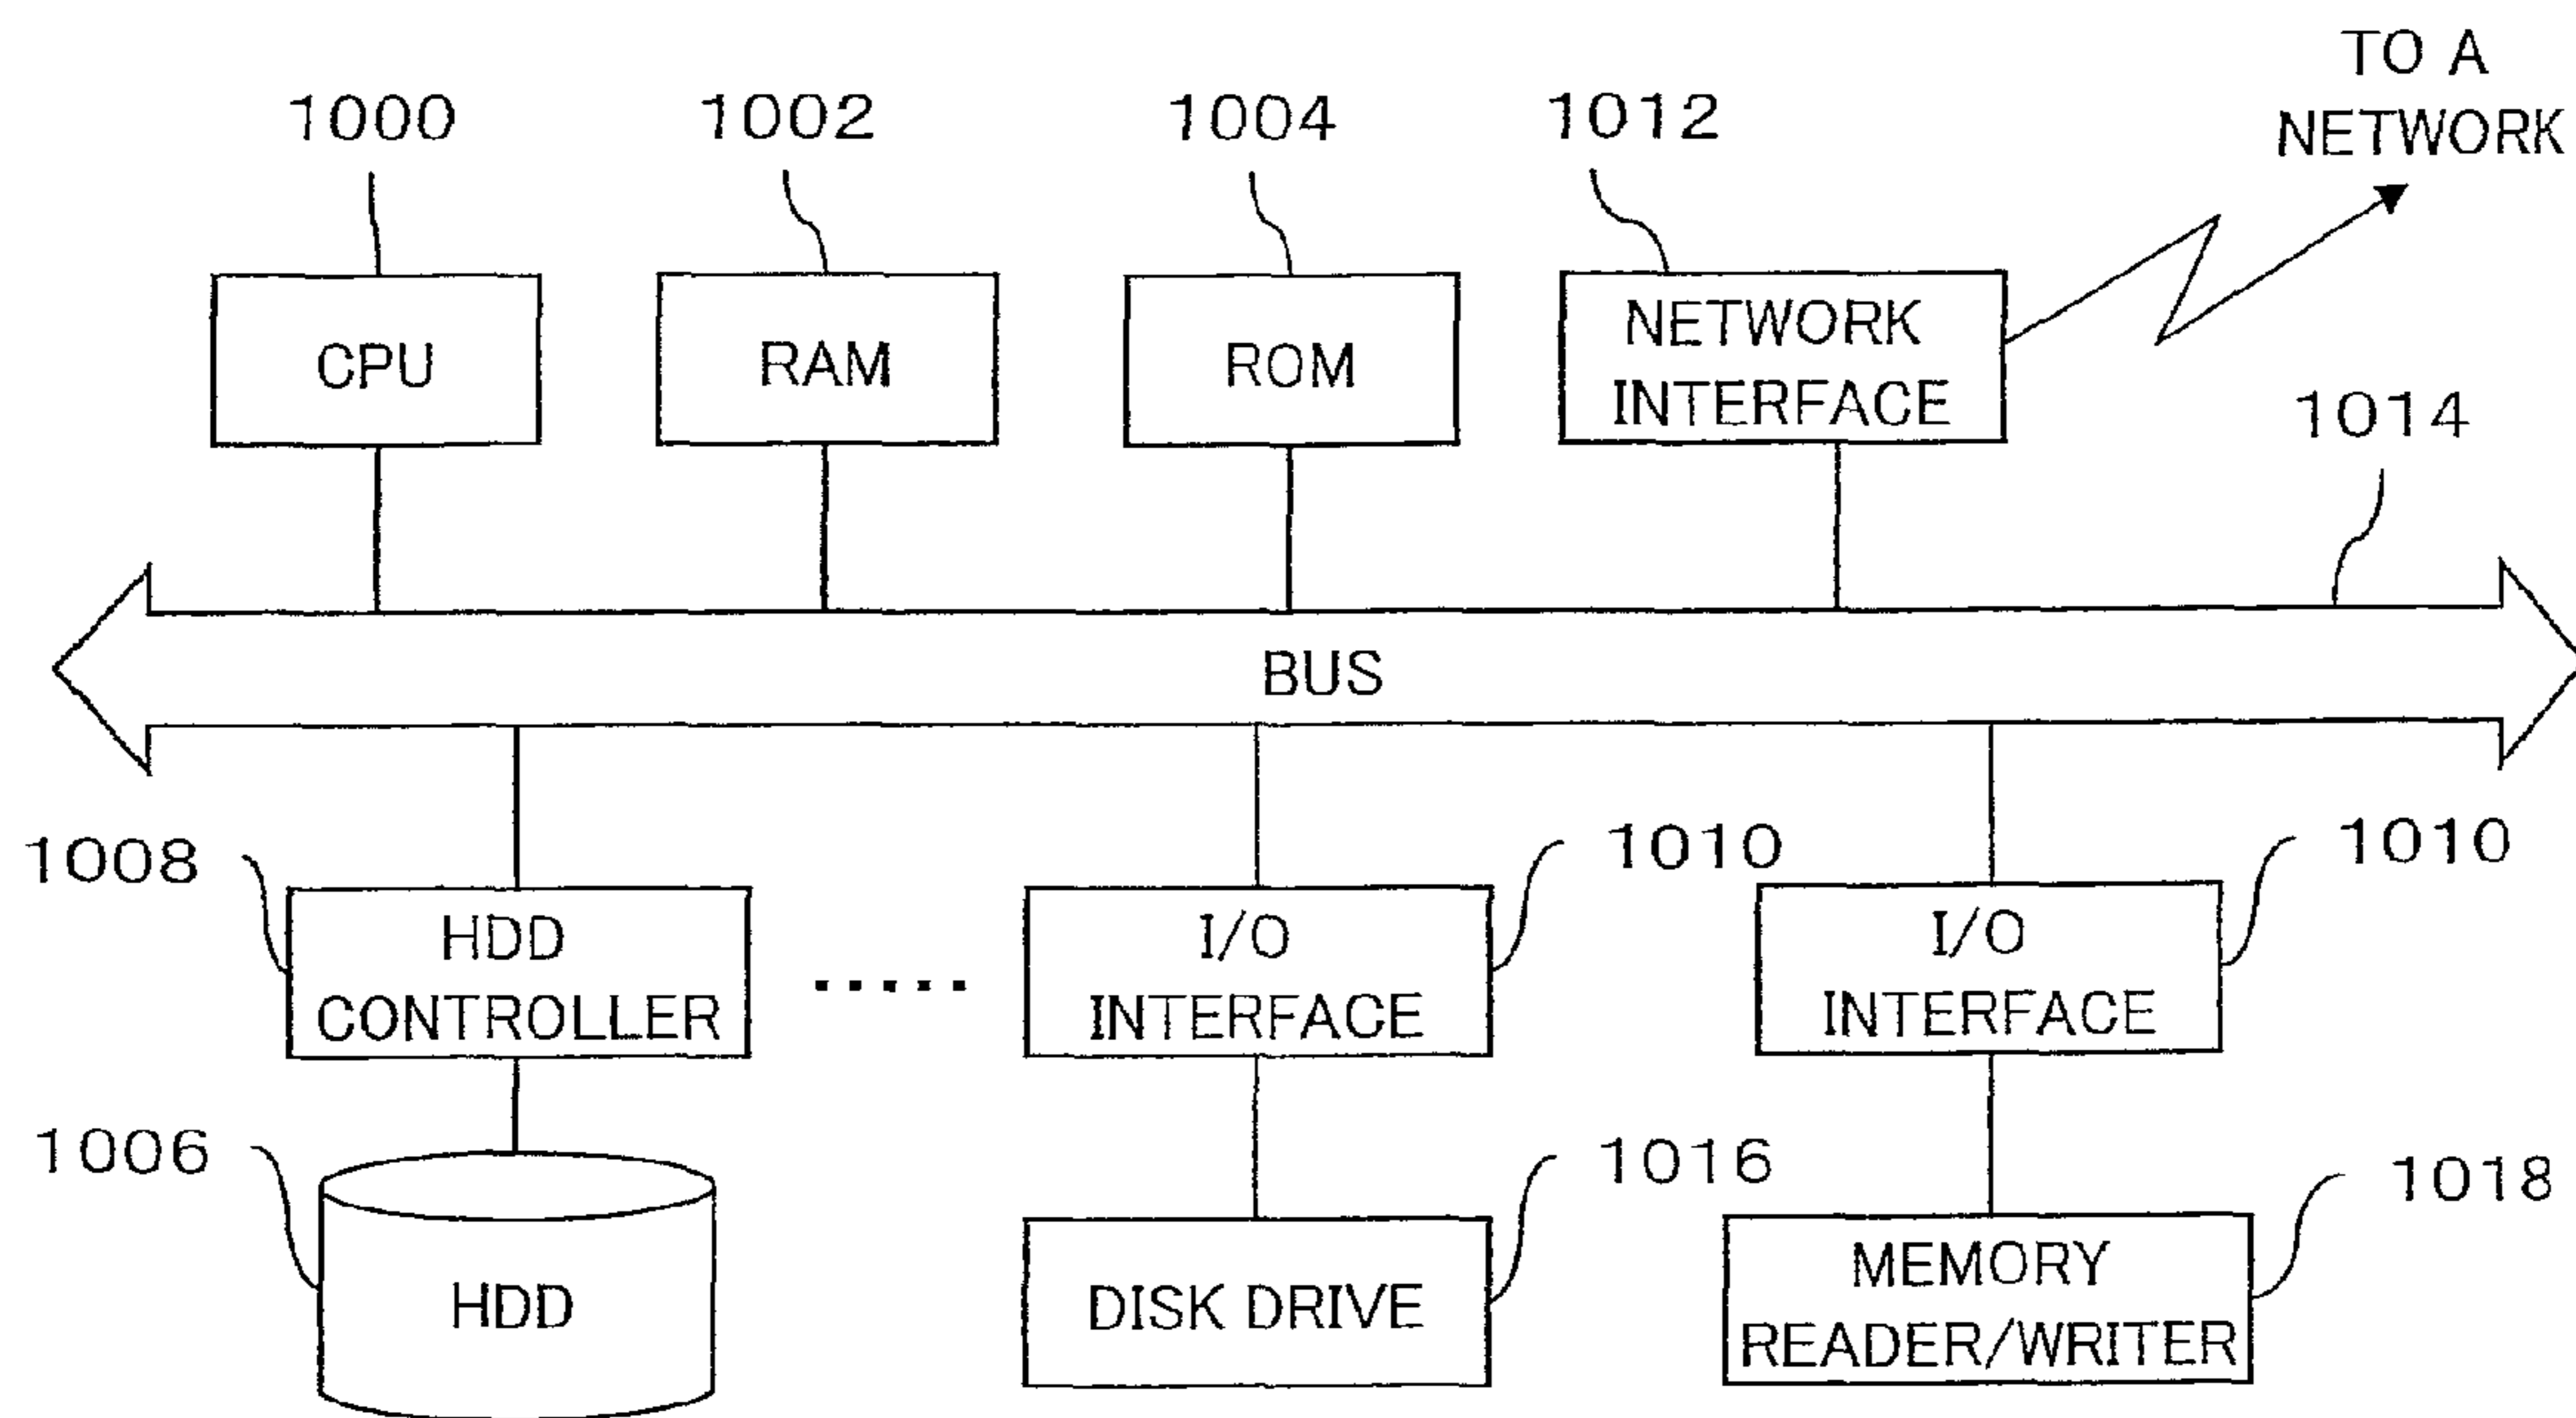 TO A
NETWORK
1000
1002
1004
1012
CPU
RAM
ROM
NETWORK
INTERFACE
1014
BUS
1008
HDD
CONTROLLER
1010
I/O
INTERFACE
1010
I/O
INTERFACE
1006
HDD
1016
DISK DRIVE
1018
MEMORY
READER/WRITER